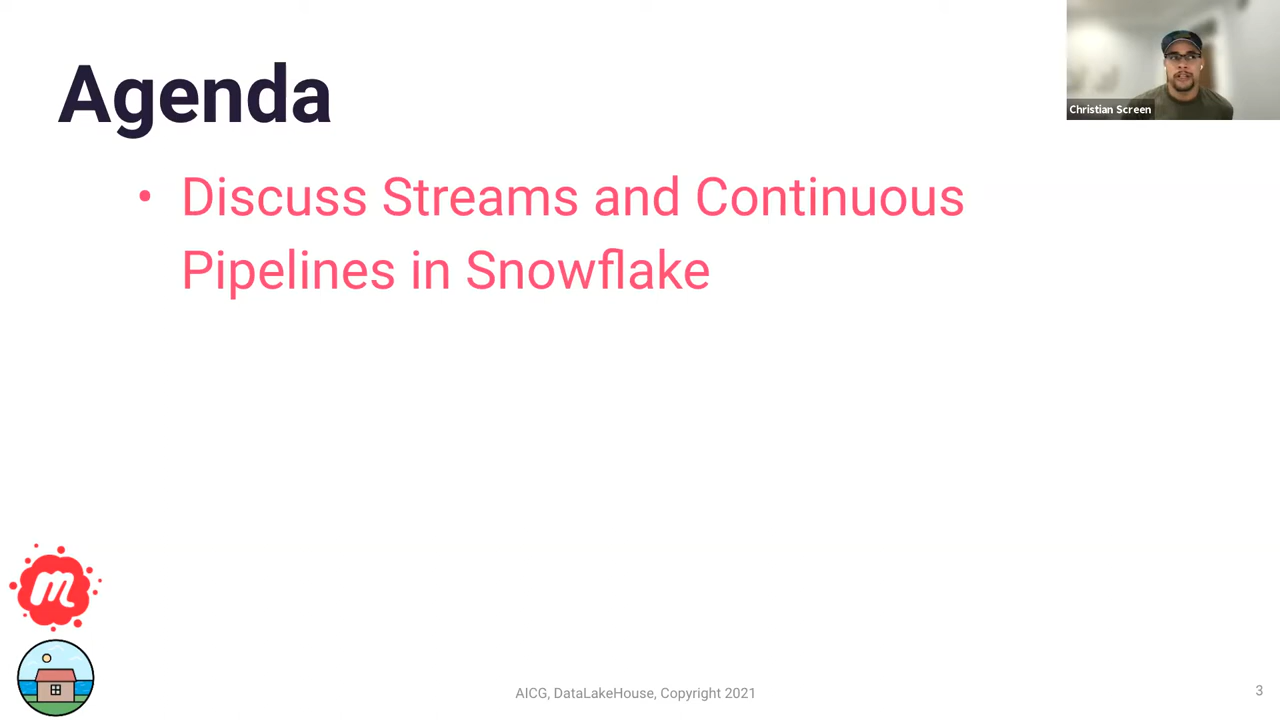 Agenda
Christian Screen
• Discuss Streams and Continuous
Pipelines in Snowflake
m
AICG, DataLakeHouse, Copyright 2021
3